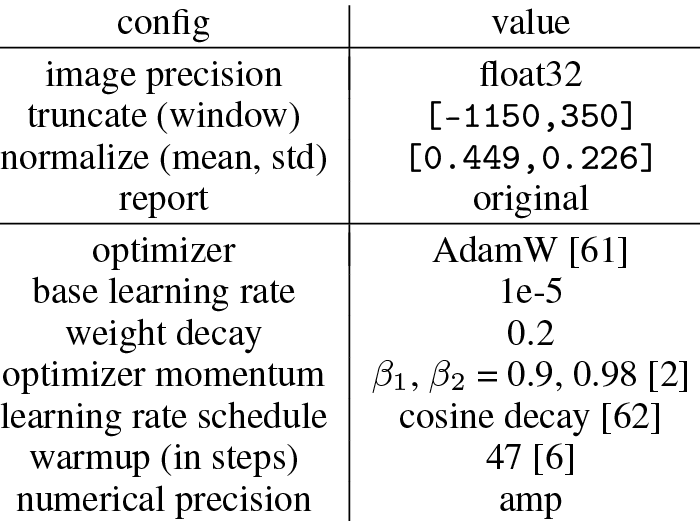 config value
image precision float32
truncate (window) [-1150,350]
normalize (mean, std) [0.449,0.226]
report original
optimizer AdamW [61]
base learning rate 1e-5
weight decay 0.2
optimizer momentum β₁, β₂ = 0.9, 0.98 [2]
learning rate schedule cosine decay [62]
warmup (in steps) 47 [6]
numerical precision amp